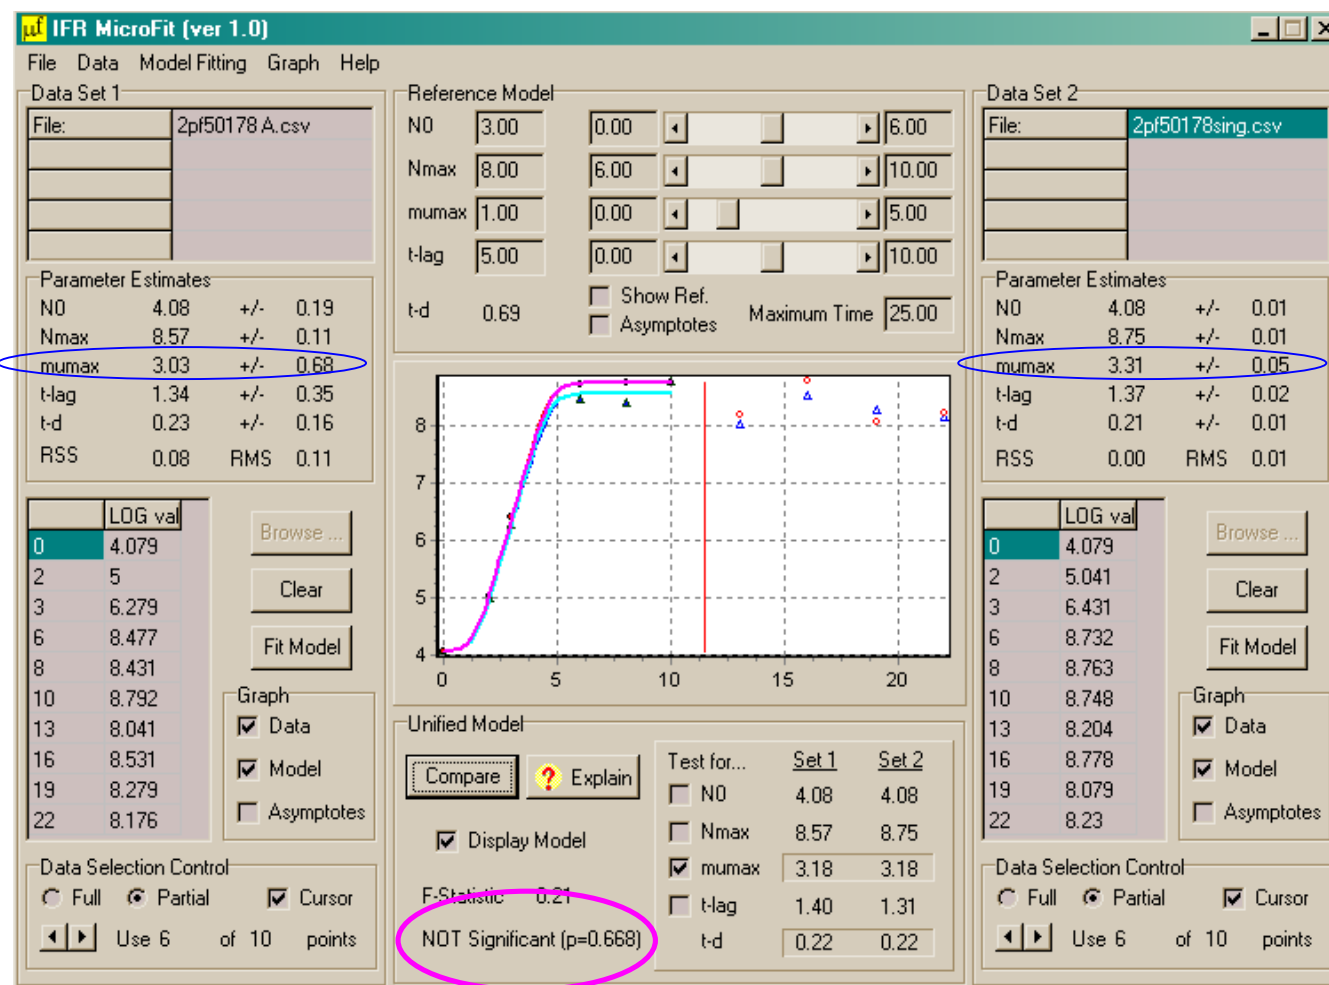 µf IFR MicroFit (ver 1.0)
File Data Model Fitting Graph Help
Data Set 1
File: 2pf50178 A.csv
Parameter Estimates
N0 4.08 +/- 0.19
Nmax 8.57 +/- 0.11
mumax 3.03 +/- 0.68
t-lag 1.34 +/- 0.35
t-d 0.23 +/- 0.16
RSS 0.08 RMS 0.11
LOG val
0 4.079
2 5
3 6.279
6 8.477
8 8.431
10 8.792
13 8.041
16 8.531
19 8.279
22 8.176
Browse ...
Clear
Fit Model
Graph
Data
Model
Asymptotes
Data Selection Control
Full Partial Cursor
Use 6 of 10 points
Reference Model
N0 3.00 0.00 6.00
Nmax 8.00 6.00 10.00
mumax 1.00 0.00 5.00
t-lag 5.00 0.00 10.00
t-d 0.69 Show Ref. Asymptotes Maximum Time 25.00
8
7
6
5
4
0 5 10 15 20
Unified Model
Compare ? Explain
Display Model
F-Statistic 0.21
NOT Significant (p=0.668)
Test for... Set 1 Set 2
N0 4.08 4.08
Nmax 8.57 8.75
mumax 3.18 3.18
t-lag 1.40 1.31
t-d 0.22 0.22
Data Set 2
File: 2pf50178sing.csv
Parameter Estimates
N0 4.08 +/- 0.01
Nmax 8.75 +/- 0.01
mumax 3.31 +/- 0.05
t-lag 1.37 +/- 0.02
t-d 0.21 +/- 0.01
RSS 0.00 RMS 0.01
LOG val
0 4.079
2 5.041
3 6.431
6 8.732
8 8.763
10 8.748
13 8.204
16 8.778
19 8.079
22 8.23
Browse ...
Clear
Fit Model
Graph
Data
Model
Asymptotes
Data Selection Control
Full Partial Cursor
Use 6 of 10 points